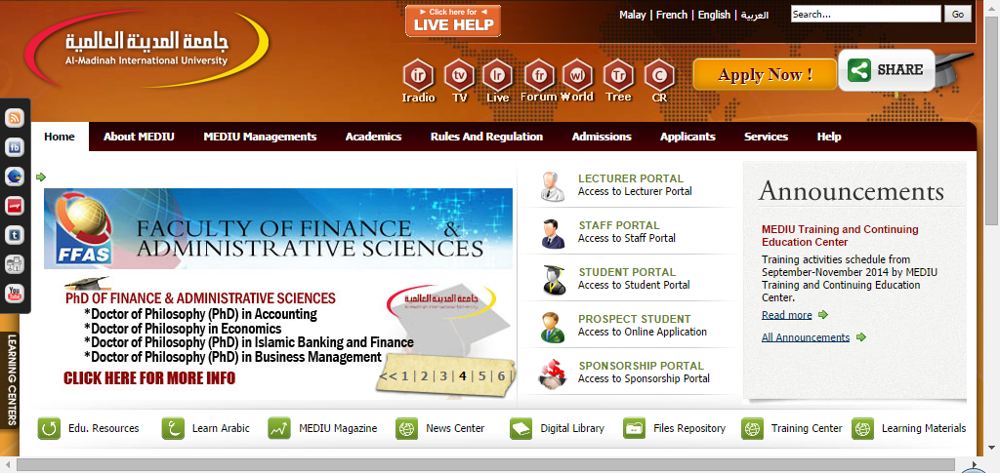 Click here for
LIVE HELP
Malay | French | English | العربية
Search...
Go
جامعة المدينة العالمية
Al-Madinah International University
Iradio TV Live Forum World Tree CR
Apply Now !
SHARE
Home About MEDIU MEDIU Managements Academics Rules And Regulation Admissions Applicants Services Help
FFAS
FACULTY OF FINANCE &
ADMINISTRATIVE SCIENCES
PhD OF FINANCE & ADMINISTRATIVE SCIENCES
*Doctor of Philosophy (PhD) in Accounting
*Doctor of Philosophy in Economics
*Doctor of Philosophy (PhD) in Islamic Banking and Finance
*Doctor of Philosophy (PhD) in Business Management
CLICK HERE FOR MORE INFO
جامعة المدينة العالمية
Al-Madinah International University
<< 1 | 2 | 3 | 4 | 5 | 6 |
LECTURER PORTAL
Access to Lecturer Portal
STAFF PORTAL
Access to Staff Portal
STUDENT PORTAL
Access to Student Portal
PROSPECT STUDENT
Access to Online Application
SPONSORSHIP PORTAL
Access to Sponsorship Portal
Announcements
MEDIU Training and Continuing
Education Center
Training activities schedule from
September-November 2014 by MEDIU
Training and Continuing Education
Center.
Read more
All Announcements
LEARNING CENTERS
Edu. Resources Learn Arabic MEDIU Magazine News Center Digital Library Files Repository Training Center Learning Materials